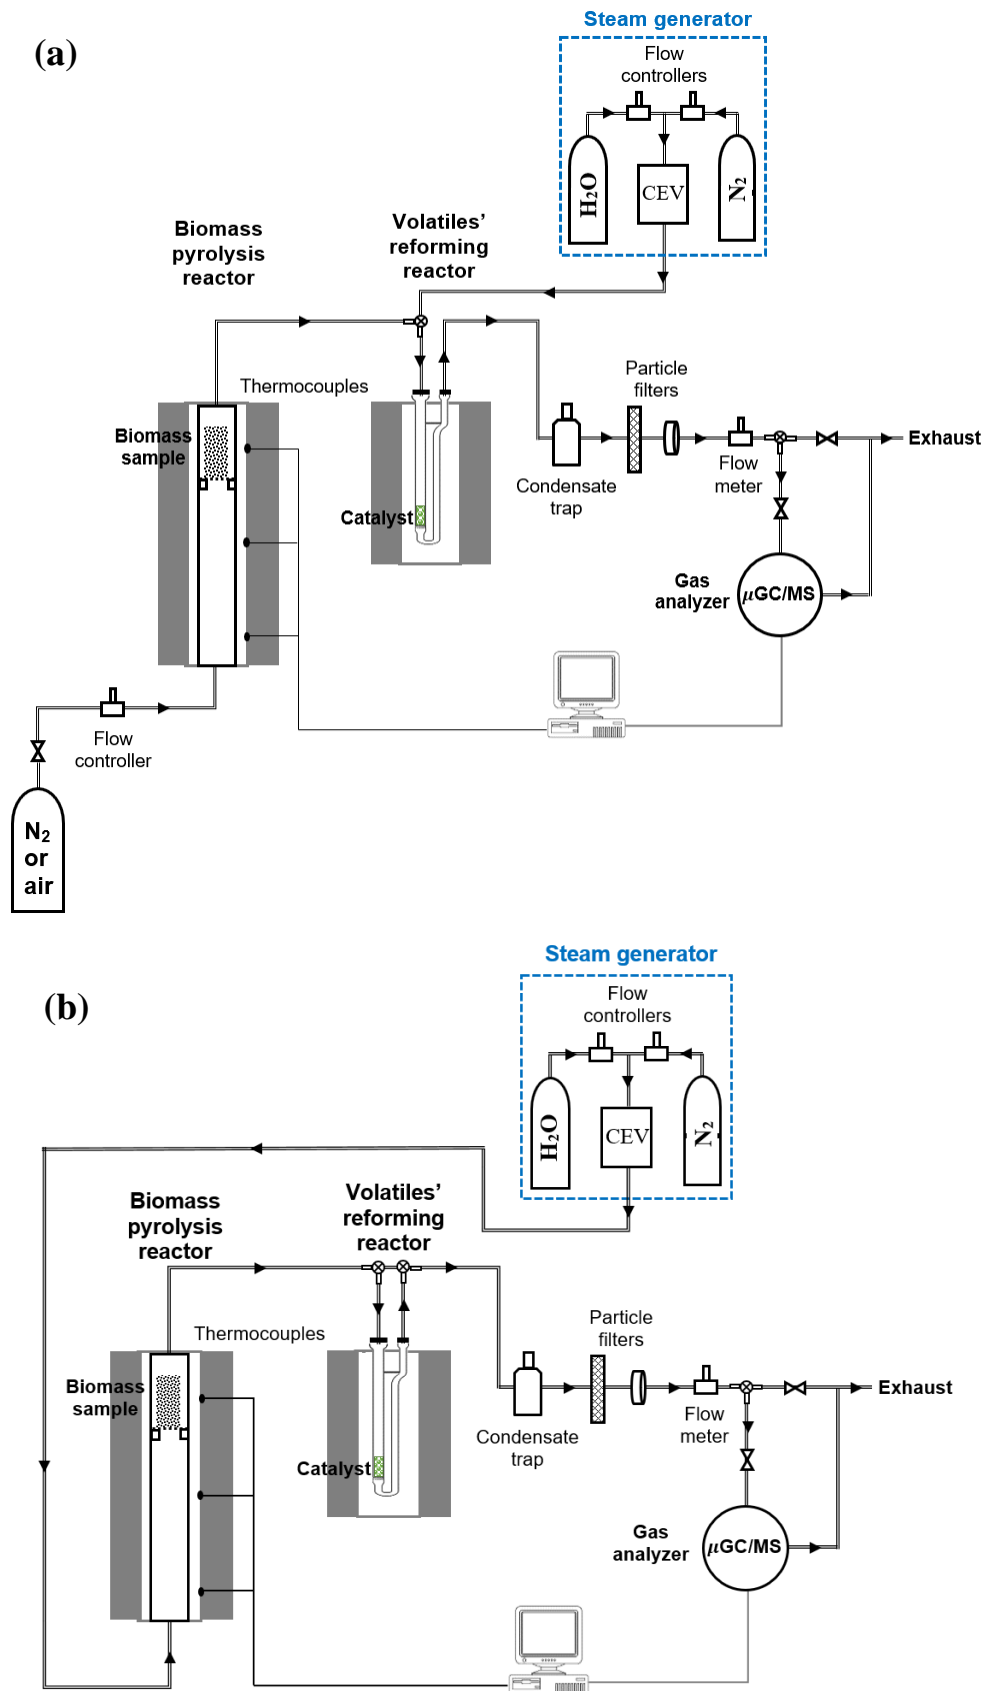 (a)
Steam generator
Flow
controllers
H₂O
CEV
N₂
Biomass
pyrolysis
reactor
Volatiles'
reforming
reactor
Thermocouples
Particle
filters
Biomass
sample
Exhaust
Flow
meter
Condensate
trap
Catalyst
Gas
analyzer
μGC/MS
Flow
controller
N₂
or
air
(b)
Steam generator
Flow
controllers
H₂O
CEV
N₂
Biomass
pyrolysis
reactor
Volatiles'
reforming
reactor
Thermocouples
Particle
filters
Biomass
sample
Exhaust
Flow
meter
Condensate
trap
Catalyst
Gas
analyzer
μGC/MS